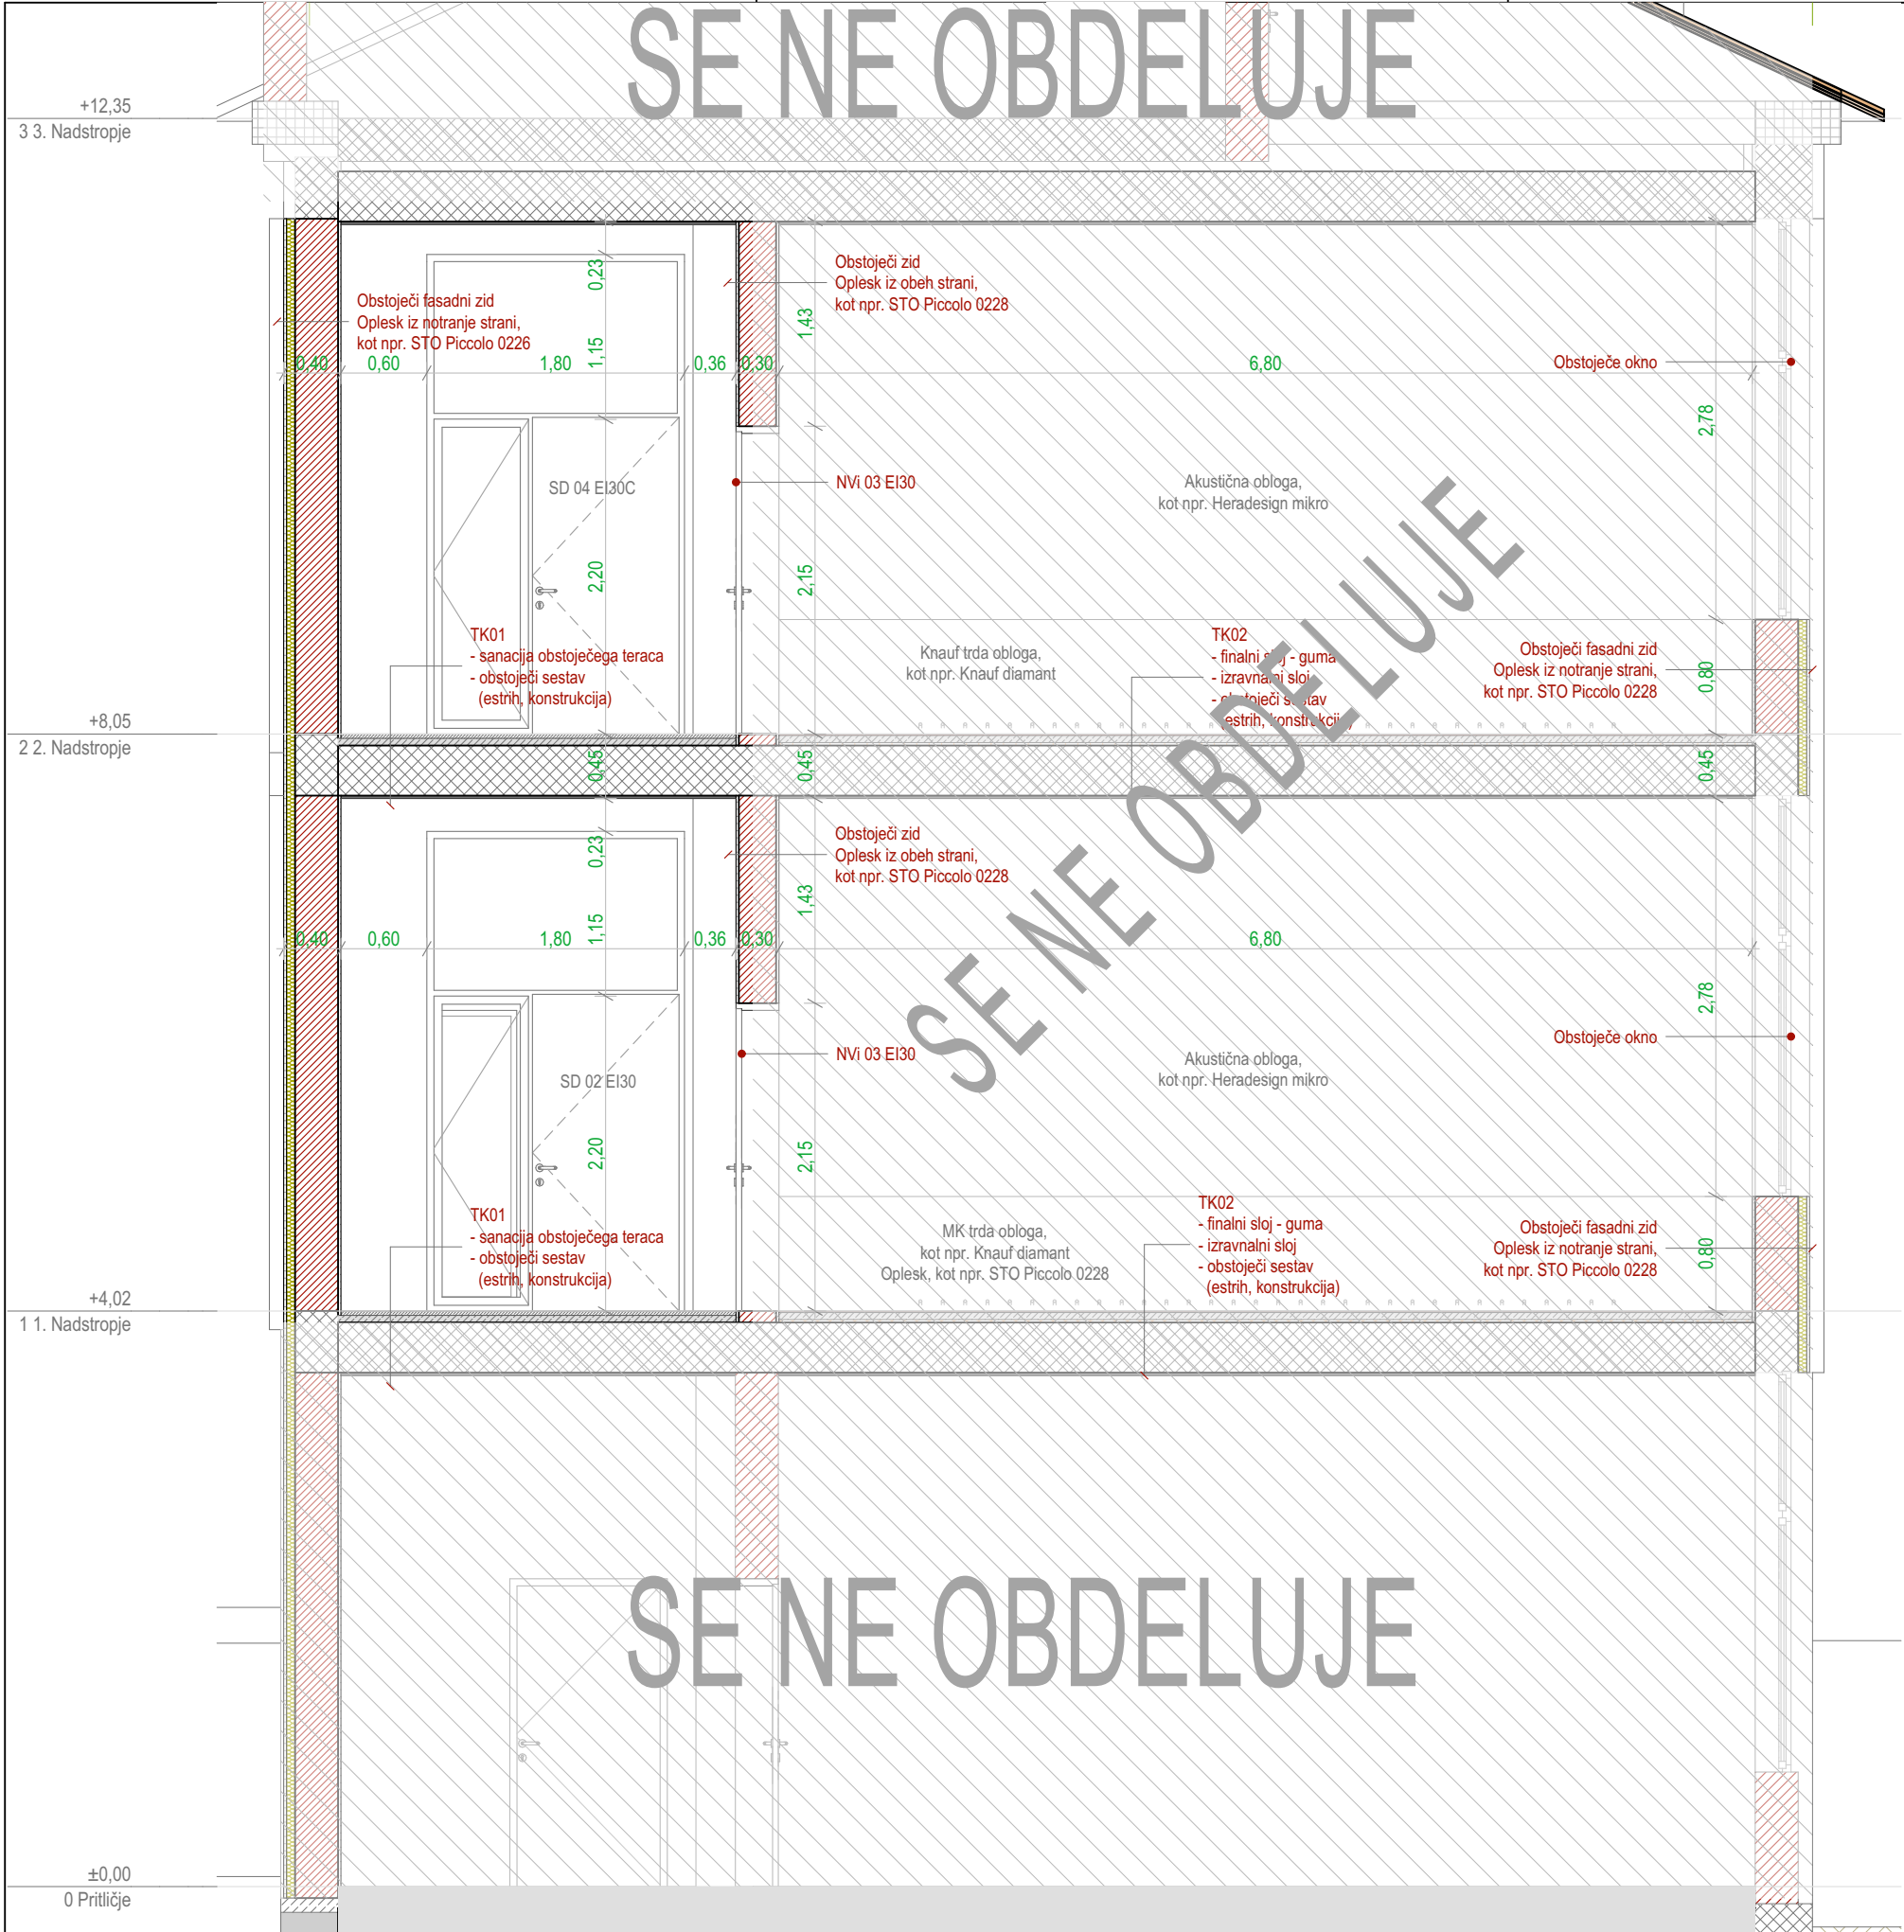 SE NE OBDELUJE
+12,35
3 3. Nadstropje
Obstoječi fasadni zid
Oplesk iz notranje strani,
kot npr. STO Piccolo 0226
Obstoječi zid
Oplesk iz obeh strani,
kot npr. STO Piccolo 0228
0,23
1,15
1,43
0,40
0,60
1,80
0,36
0,30
6,80
Obstoječe okno
2,78
SD 04 EI30C
NVi 03 EI30
Akustična obloga,
kot npr. Heradesign mikro
2,20
2,15
TK01
- sanacija obstoječega teraca
- obstoječi sestav
(estrih, konstrukcija)
Knauf trda obloga,
kot npr. Knauf diamant
TK02
- finalni sloj - guma
- izravnalni sloj
- obstoječi sestav
(estrih, konstrukcija)
Obstoječi fasadni zid
Oplesk iz notranje strani,
kot npr. STO Piccolo 0228
0,80
+8,05
2 2. Nadstropje
0,45
0,45
0,45
SE NE OBDELUJE
Obstoječi zid
Oplesk iz obeh strani,
kot npr. STO Piccolo 0228
0,23
1,15
1,43
0,40
0,60
1,80
0,36
0,30
6,80
2,78
Obstoječe okno
SD 02 EI30
NVi 03 EI30
Akustična obloga,
kot npr. Heradesign mikro
2,20
2,15
TK01
- sanacija obstoječega teraca
- obstoječi sestav
(estrih, konstrukcija)
MK trda obloga,
kot npr. Knauf diamant
Oplesk, kot npr. STO Piccolo 0228
TK02
- finalni sloj - guma
- izravnalni sloj
- obstoječi sestav
(estrih, konstrukcija)
Obstoječi fasadni zid
Oplesk iz notranje strani,
kot npr. STO Piccolo 0228
0,80
+4,02
1 1. Nadstropje
SE NE OBDELUJE
±0,00
0 Pritličje